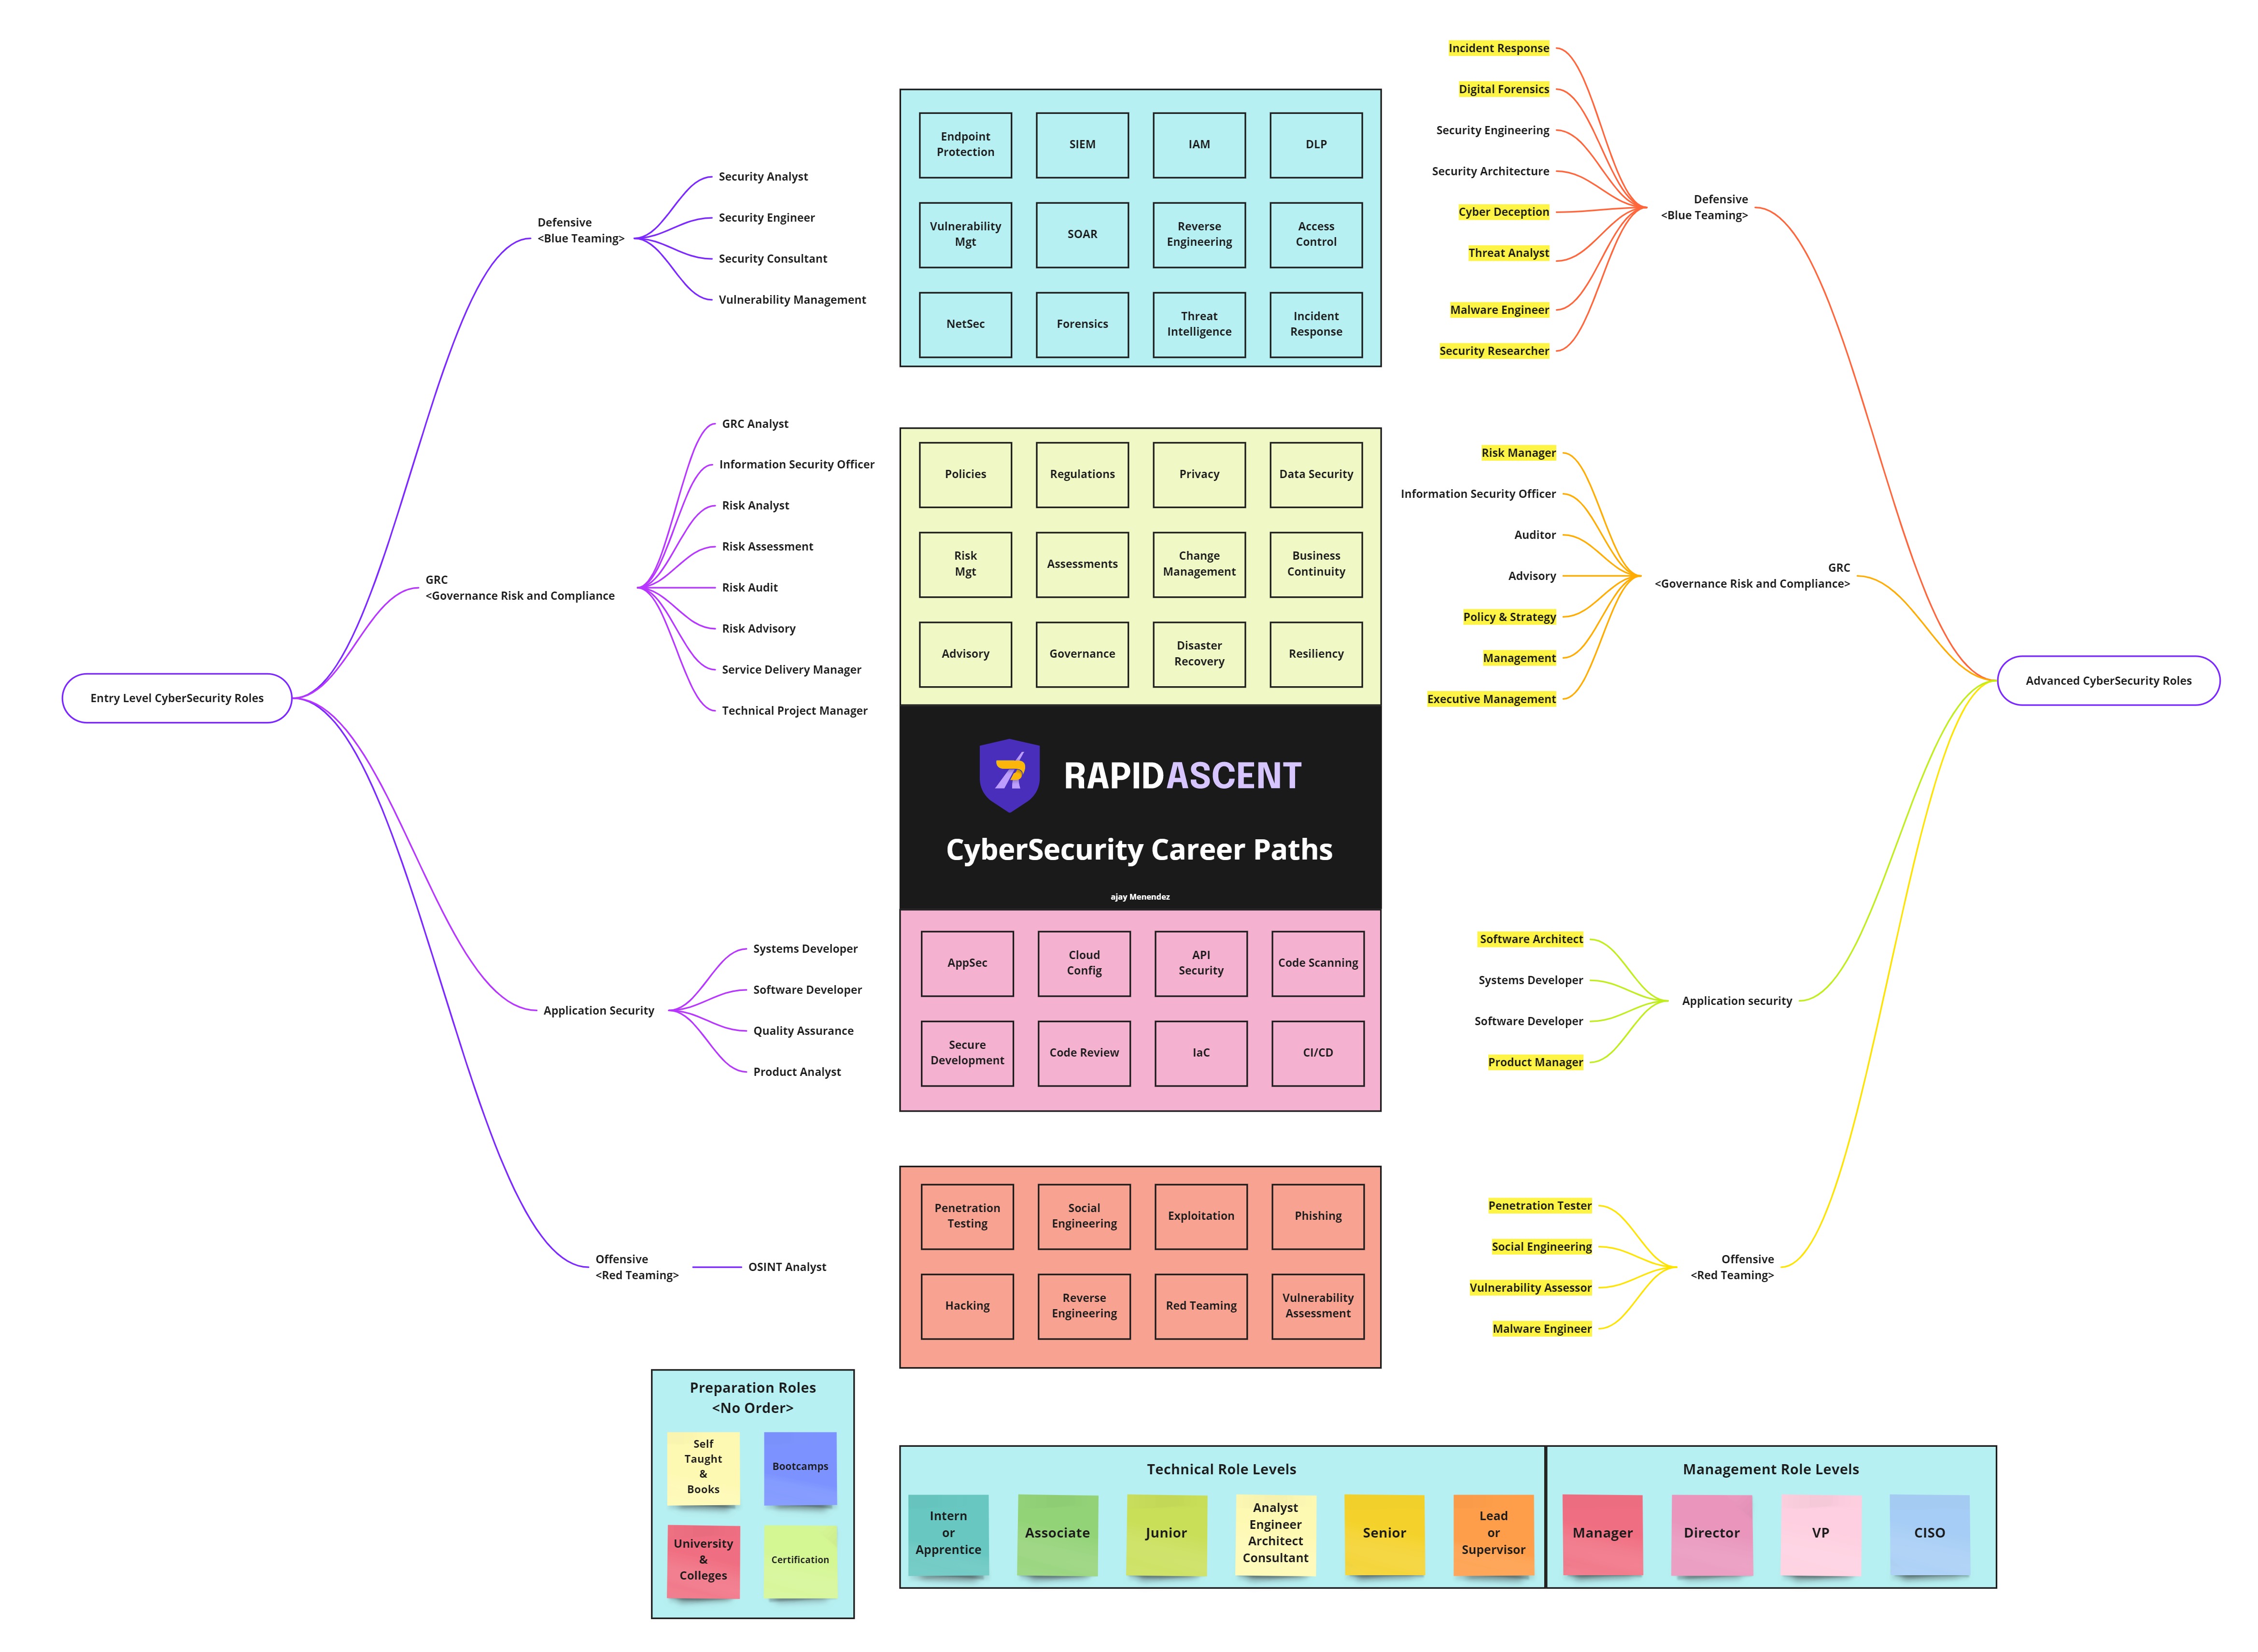 Entry Level CyberSecurity Roles
Defensive
<Blue Teaming>
Security Analyst
Security Engineer
Security Consultant
Vulnerability Management
GRC
<Governance Risk and Compliance
GRC Analyst
Information Security Officer
Risk Analyst
Risk Assessment
Risk Audit
Risk Advisory
Service Delivery Manager
Technical Project Manager
Application Security
Systems Developer
Software Developer
Quality Assurance
Product Analyst
Offensive
<Red Teaming>
OSINT Analyst
Endpoint
Protection
SIEM
IAM
DLP
Vulnerability
Mgt
SOAR
Reverse
Engineering
Access
Control
NetSec
Forensics
Threat
Intelligence
Incident
Response
Policies
Regulations
Privacy
Data Security
Risk
Mgt
Assessments
Change
Management
Business
Continuity
Advisory
Governance
Disaster
Recovery
Resiliency
RAPIDASCENT
CyberSecurity Career Paths
ajay Menendez
AppSec
Cloud
Config
API
Security
Code Scanning
Secure
Development
Code Review
IaC
CI/CD
Penetration
Testing
Social
Engineering
Exploitation
Phishing
Hacking
Reverse
Engineering
Red Teaming
Vulnerability
Assessment
Incident Response
Digital Forensics
Security Engineering
Security Architecture
Cyber Deception
Threat Analyst
Malware Engineer
Security Researcher
Defensive
<Blue Teaming>
Risk Manager
Information Security Officer
Auditor
Advisory
Policy & Strategy
Management
Executive Management
GRC
<Governance Risk and Compliance>
Advanced CyberSecurity Roles
Software Architect
Systems Developer
Software Developer
Product Manager
Application security
Penetration Tester
Social Engineering
Vulnerability Assessor
Malware Engineer
Offensive
<Red Teaming>
Preparation Roles
<No Order>
Self
Taught
&
Books
Bootcamps
University
&
Colleges
Certification
Technical Role Levels
Intern
or
Apprentice
Associate
Junior
Analyst
Engineer
Architect
Consultant
Senior
Lead
or
Supervisor
Management Role Levels
Manager
Director
VP
CISO